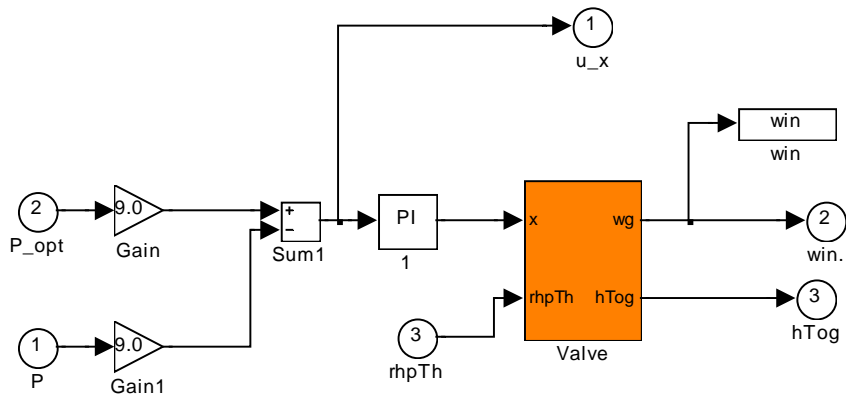 1
u_x
win
win
2
P_opt
9.0
Gain
+
−
Sum1
PI
1
x
wg
rhpTh
hTog
Valve
2
win.
3
hTog
3
rhpTh
1
P
9.0
Gain1